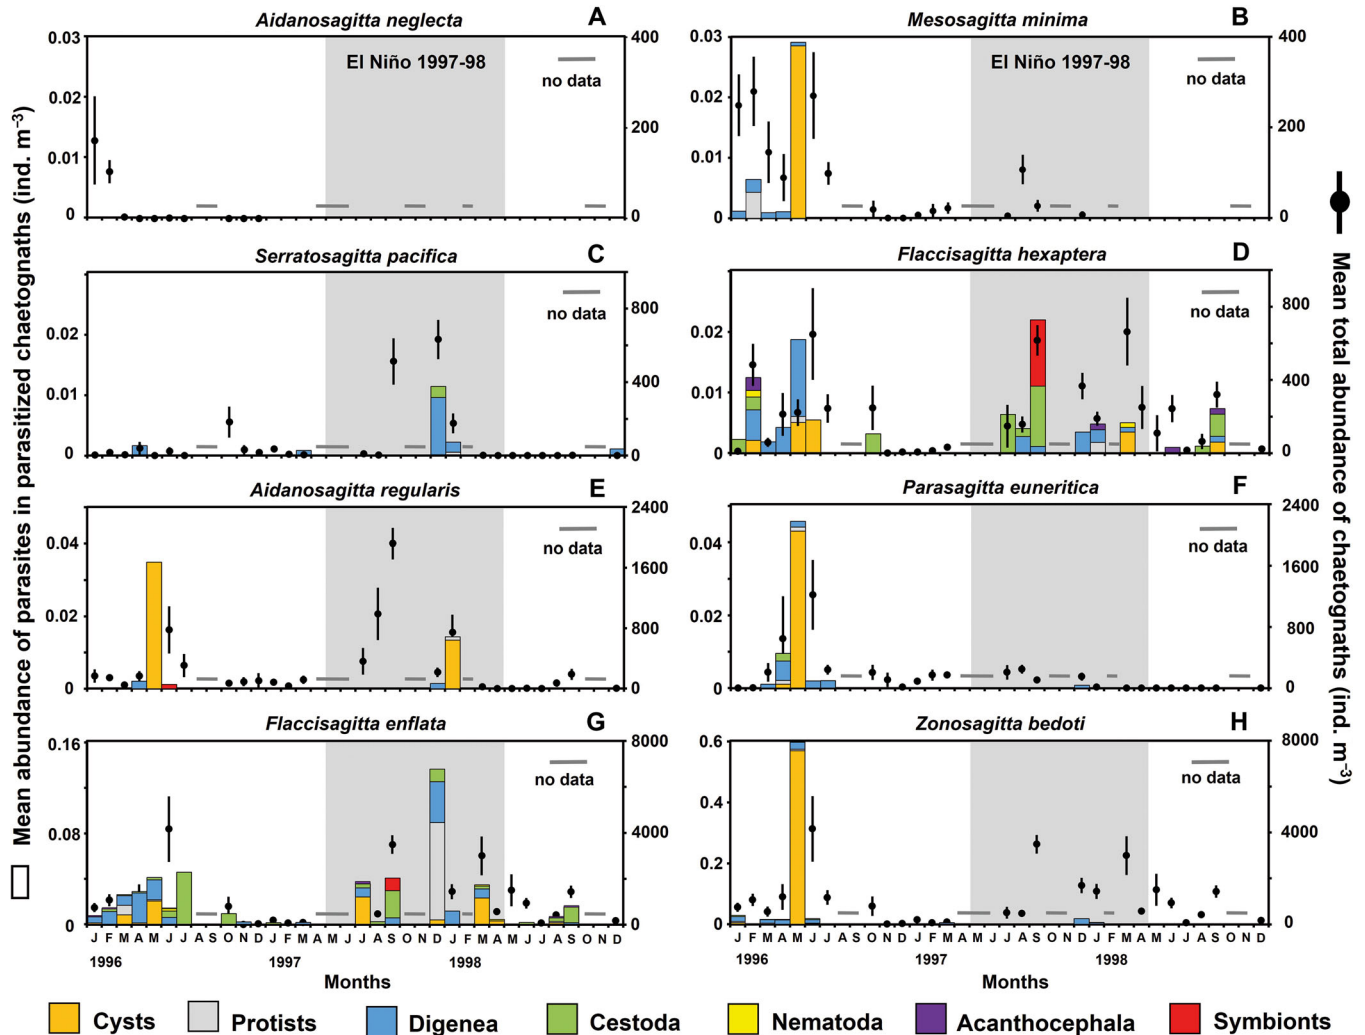 Aidanosagitta neglecta A
0.03
0.02
0.01
0
400
200
0
El Niño 1997-98
no data
Mesosagitta minima B
0.03
0.02
0.01
0
400
200
0
El Niño 1997-98
no data
Serratosagitta pacifica C
0.02
0.01
0
800
400
0
no data
Flaccisagitta hexaptera D
0.02
0.01
0
800
400
0
no data
Aidanosagitta regularis E
0.04
0.02
0
2400
1600
800
0
no data
Parasagitta euneritica F
0.04
0.02
0
2400
1600
800
0
no data
Flaccisagitta enflata G
0.16
0.08
0.00
8000
4000
0
no data
J F M A M J J A S O N D J F M A M J J A S O N D J F M A M J J A S O N D
1996 1997 1998
Months
Zonosagitta bedoti H
0.6
0.4
0.2
0
8000
4000
0
no data
J F M A M J J A S O N D J F M A M J J A S O N D J F M A M J J A S O N D
1996 1997 1998
Months
Mean abundance of parasites in parasitized chaetognaths (ind. m⁻³)
Mean total abundance of chaetognaths (ind. m⁻³)
Cysts Protists Digenea Cestoda Nematoda Acanthocephala Symbionts